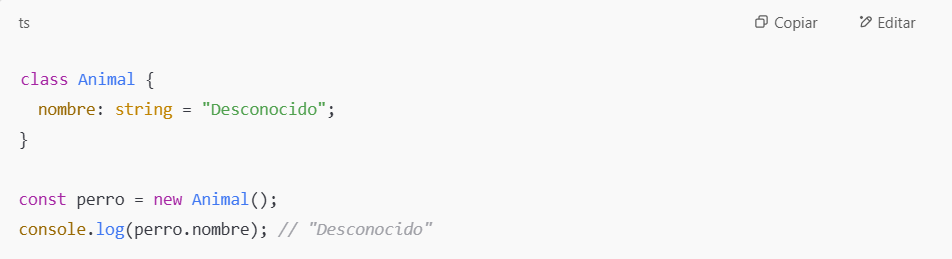 ts Copiar Editar
class Animal {
  nombre: string = "Desconocido";
}
const perro = new Animal();
console.log(perro.nombre); // "Desconocido"